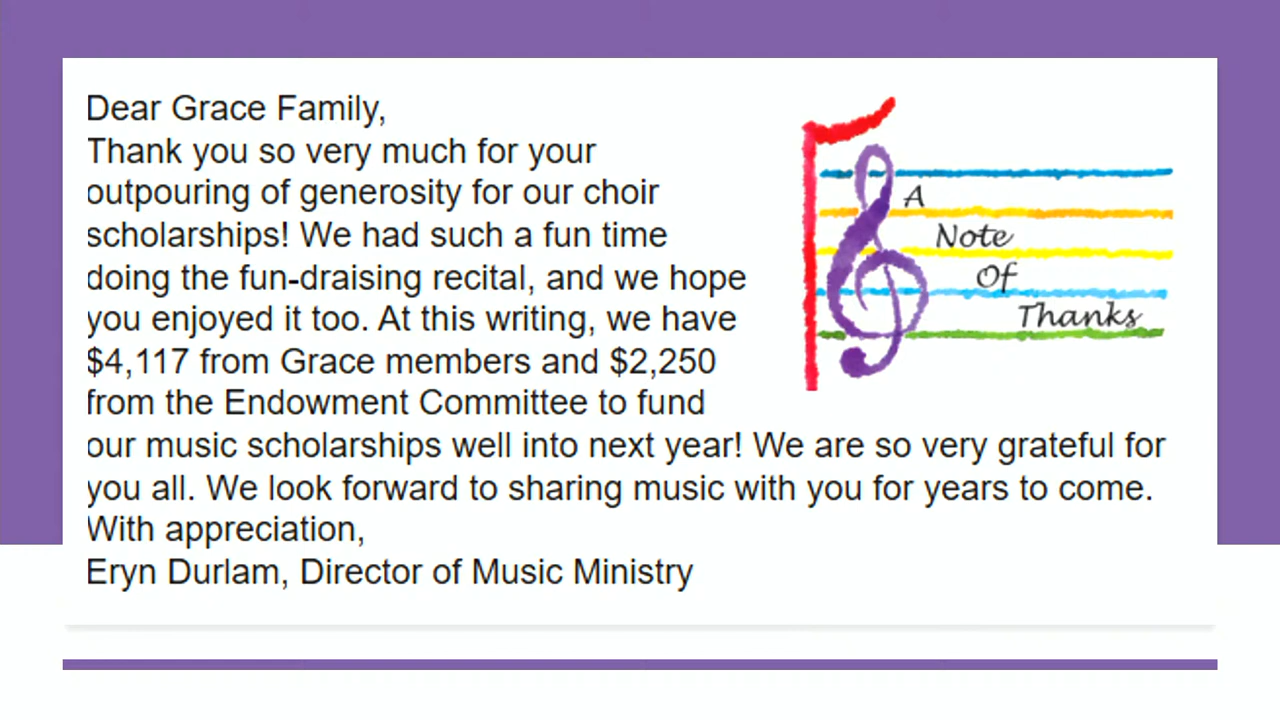 Dear Grace Family,
Thank you so very much for your
outpouring of generosity for our choir
scholarships! We had such a fun time
doing the fun-draising recital, and we hope
you enjoyed it too. At this writing, we have
$4,117 from Grace members and $2,250
from the Endowment Committee to fund
our music scholarships well into next year! We are so very grateful for
you all. We look forward to sharing music with you for years to come.
With appreciation,
Eryn Durlam, Director of Music Ministry
A
Note
Of
Thanks